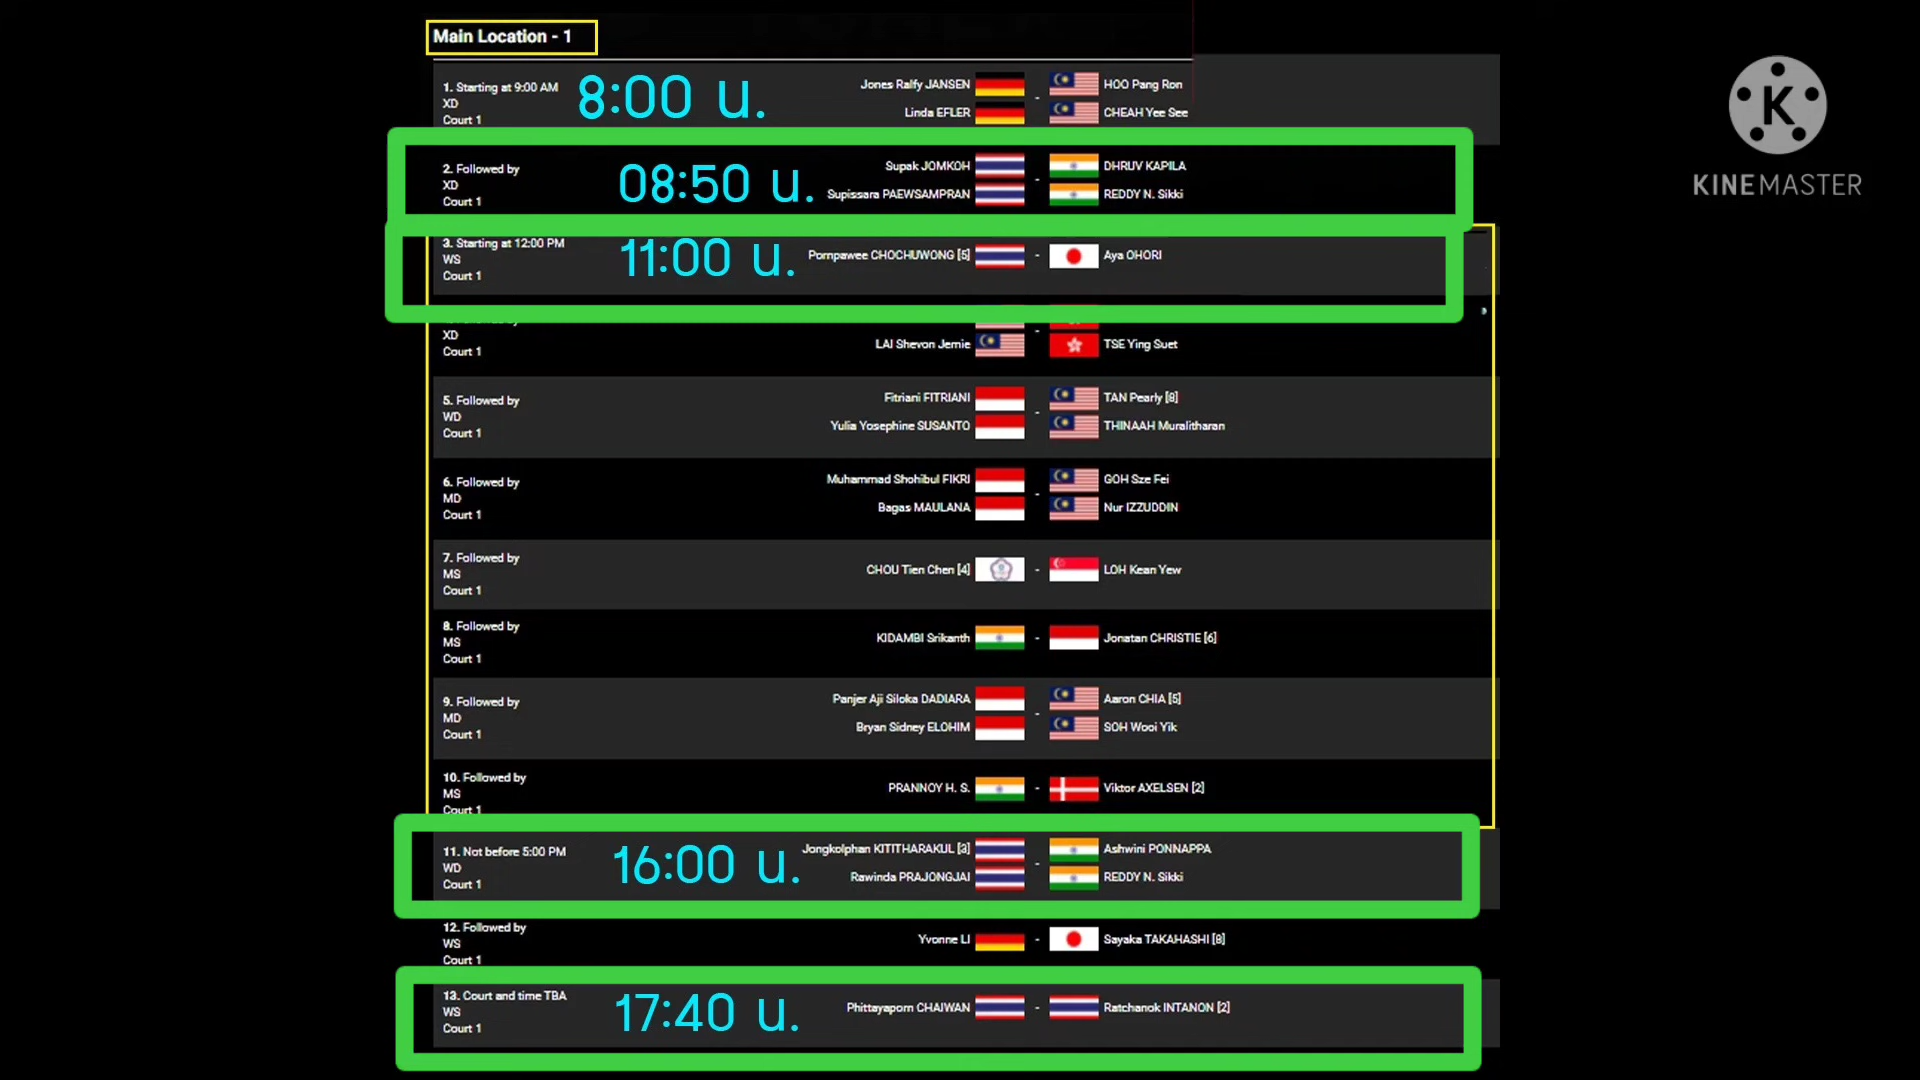 Main Location - 1
KINEMASTER
1. Starting at 9:00 AM
XD
Court 1
8:00 น.
Jones Ralfy JANSEN - HOO Pang Ron
Linda EFLER CHEAH Yee See
2. Followed by
XD
Court 1
08:50 น.
Supak JOMKOH - DHRUV KAPILA
Supissara PAEWSAMPRAN REDDY N. Sikki
3. Starting at 12:00 PM
WS
Court 1
11:00 น.
Pornpawee CHOCHUWONG [5] - Aya OHORI
XD
Court 1
LAI Shevon Jemie - TSE Ying Suet
5. Followed by
WD
Court 1
Fitriani FITRIANI - TAN Pearly [8]
Yulia Yosephine SUSANTO THINAAH Muralitharan
6. Followed by
MD
Court 1
Muhammad Shohibul FIKRI - GOH Sze Fei
Bagas MAULANA Nur IZZUDDIN
7. Followed by
MS
Court 1
CHOU Tien Chen [4] - LOH Kean Yew
8. Followed by
MS
Court 1
KIDAMBI Srikanth - Jonatan CHRISTIE [6]
9. Followed by
MD
Court 1
Panjer Aji Siloka DADIARA - Aaron CHIA [5]
Bryan Sidney ELOHIM SOH Wooi Yik
10. Followed by
MS
Court 1
PRANNOY H. S. - Viktor AXELSEN [2]
11. Not before 5:00 PM
WD
Court 1
16:00 น.
Jongkolphan KITITHARAKUL [3] - Ashwini PONNAPPA
Rawinda PRAJONGJAI REDDY N. Sikki
12. Followed by
WS
Court 1
Yvonne LI - Sayaka TAKAHASHI [8]
13. Court and time TBA
WS
Court 1
17:40 น.
Phittayaporn CHAIWAN - Ratchanok INTANON [2]